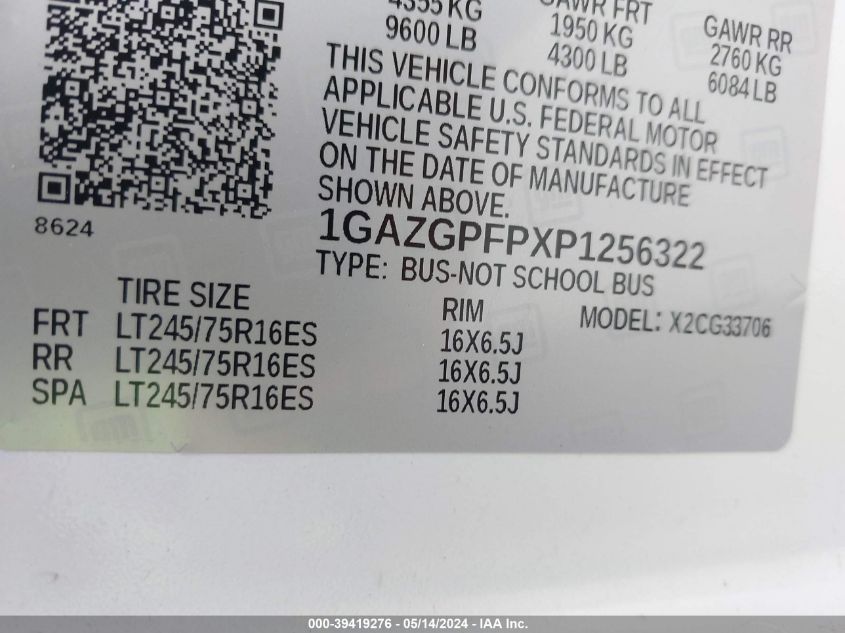 4355 KG
9600 LB
GAWR FRT
1950 KG
4300 LB
GAWR RR
2760 KG
6084 LB
THIS VEHICLE CONFORMS TO ALL
APPLICABLE U.S. FEDERAL MOTOR
VEHICLE SAFETY STANDARDS IN EFFECT
ON THE DATE OF MANUFACTURE
SHOWN ABOVE.
8624
1GAZGPFPXP1256322
TYPE: BUS-NOT SCHOOL BUS
TIRE SIZE RIM MODEL: X2CG33706
FRT LT245/75R16ES 16X6.5J
RR LT245/75R16ES 16X6.5J
SPA LT245/75R16ES 16X6.5J
000-39419276 - 05/14/2024 - IAA Inc.